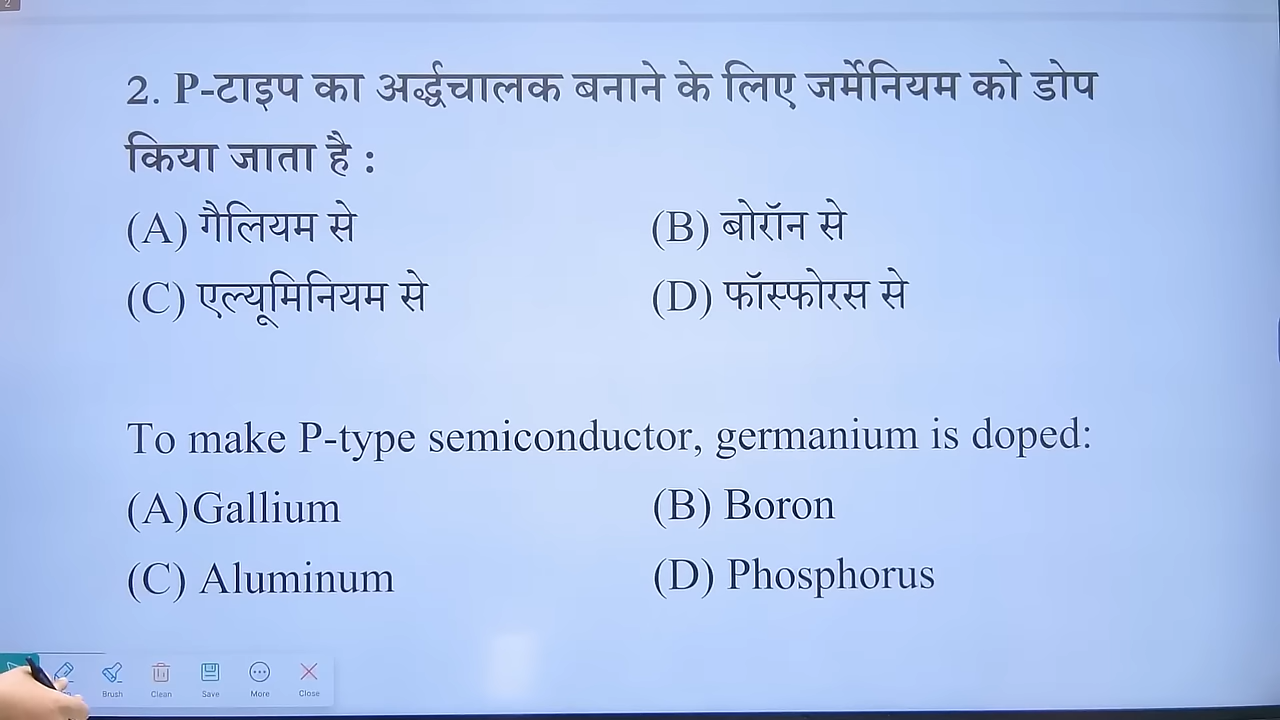 2
2. P-टाइप का अर्द्धचालक बनाने के लिए जर्मेनियम को डोप
किया जाता है :
(A) गैलियम से (B) बोरॉन से
(C) एल्यूमिनियम से (D) फॉस्फोरस से
To make P-type semiconductor, germanium is doped:
(A)Gallium (B) Boron
(C) Aluminum (D) Phosphorus
Brush Clean Save More Close